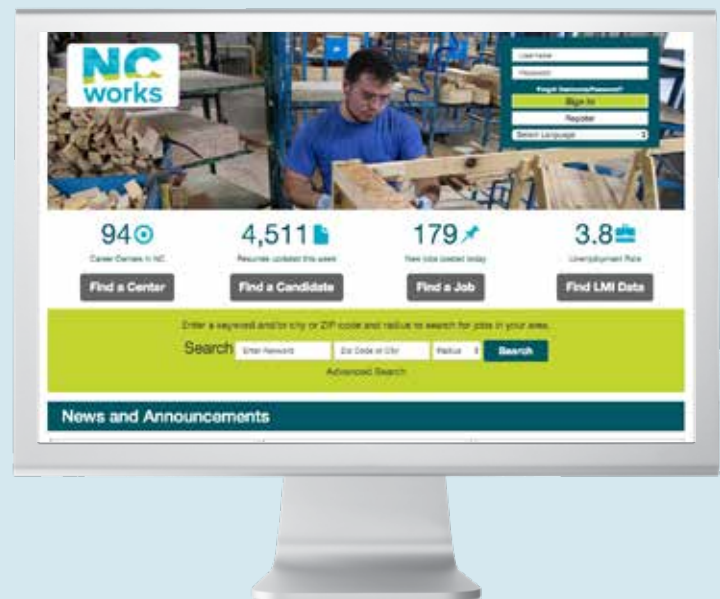 NC
works
Username
Password
Forgot Username/Password?
Sign In
Register
Select Language
94
4,511
179
3.8
Career Centers in NC
Resumes updated this week
New jobs posted today
Unemployment Rate
Find a Center
Find a Candidate
Find a Job
Find LMI Data
Enter a keyword and/or city or ZIP code and radius to search for jobs in your area.
Search Enter Keyword Zip Code or City Radius Search
Advanced Search
News and Announcements